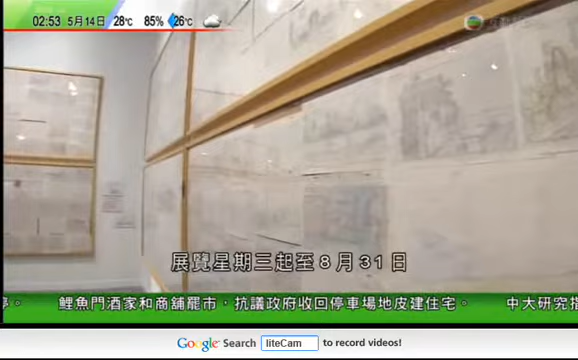 02:53 5月14日 28℃ 85% 26℃
展覽星期三起至8月31日
鯉魚門酒家和商舖罷市，抗議政府收回停車場地皮建住宅。 中大研究指
Google Search liteCam to record videos!